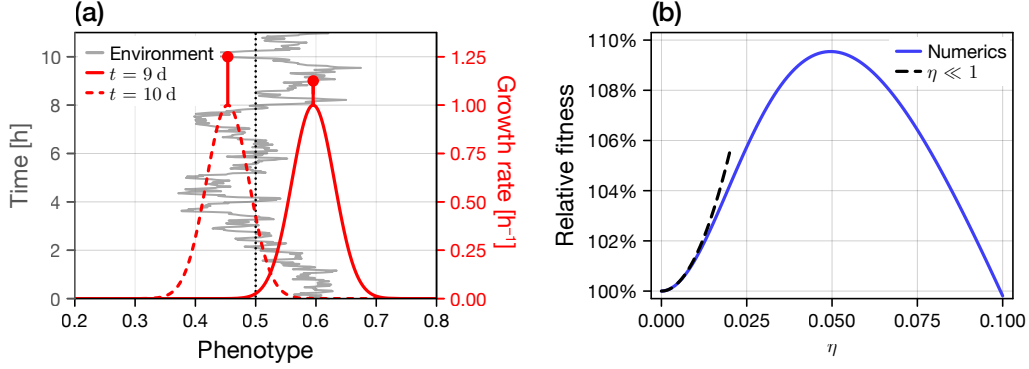 (a)
Time [h]
10
8
6
4
2
0
Environment
t = 9 d
t = 10 d
1.25
1.00
0.75
0.50
0.25
0.00
Growth rate [h⁻¹]
0.2
0.3
0.4
0.5
0.6
0.7
0.8
Phenotype
(b)
Relative fitness
110%
108%
106%
104%
102%
100%
Numerics
η ≪ 1
0.000
0.025
0.050
0.075
0.100
η